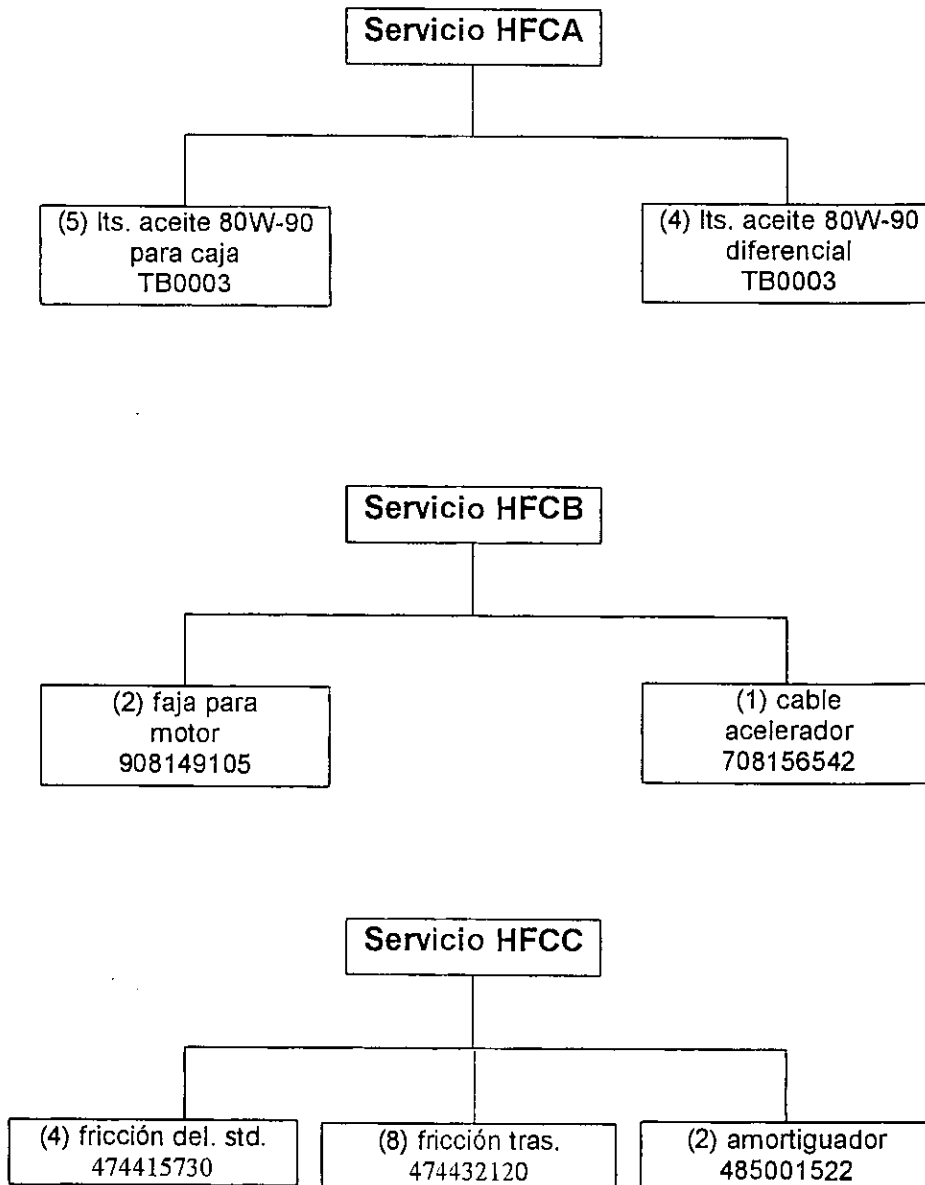 Servicio HFCA
(5) lts. aceite 80W-90
para caja
TB0003
(4) lts. aceite 80W-90
diferencial
TB0003
Servicio HFCB
(2) faja para
motor
908149105
(1) cable
acelerador
708156542
Servicio HFCC
(4) fricción del. std.
474415730
(8) fricción tras.
474432120
(2) amortiguador
485001522